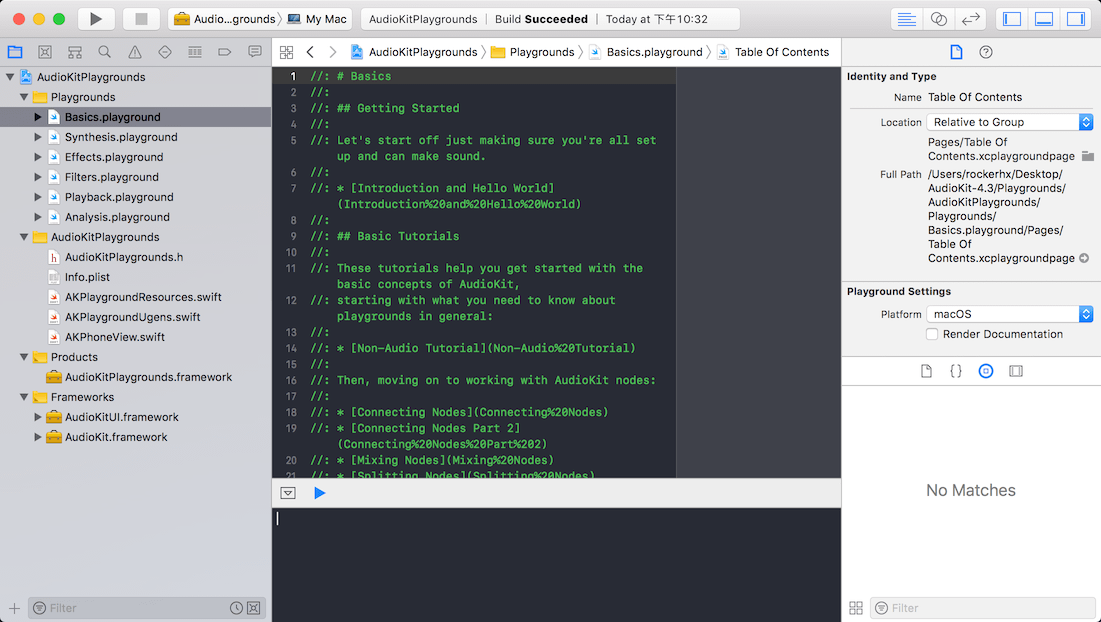 Audio...grounds 〉 My Mac
AudioKitPlaygrounds | Build Succeeded | Today at 下午10:32
AudioKitPlaygrounds
Playgrounds
Basics.playground
Synthesis.playground
Effects.playground
Filters.playground
Playback.playground
Analysis.playground
AudioKitPlaygrounds
AudioKitPlaygrounds.h
Info.plist
AKPlaygroundResources.swift
AKPlaygroundUgens.swift
AKPhoneView.swift
Products
AudioKitPlaygrounds.framework
Frameworks
AudioKitUI.framework
AudioKit.framework
Filter
AudioKitPlaygrounds 〉 Playgrounds 〉 Basics.playground 〉 Table Of Contents
1 //: # Basics
2 //:
3 //: ## Getting Started
4 //:
5 //: Let's start off just making sure you're all set
up and can make sound.
6 //:
7 //: * [Introduction and Hello World]
(Introduction%20and%20Hello%20World)
8 //:
9 //: ## Basic Tutorials
10 //:
11 //: These tutorials help you get started with the
basic concepts of AudioKit,
12 //: starting with what you need to know about
playgrounds in general:
13 //:
14 //: * [Non-Audio Tutorial](Non-Audio%20Tutorial)
15 //:
16 //: Then, moving on to working with AudioKit nodes:
17 //:
18 //: * [Connecting Nodes](Connecting%20Nodes)
19 //: * [Connecting Nodes Part 2]
(Connecting%20Nodes%20Part%202)
20 //: * [Mixing Nodes](Mixing%20Nodes)
21 //: * [Splitting Nodes](Splitting%20Nodes)
Identity and Type
Name Table Of Contents
Location Relative to Group
Pages/Table Of
Contents.xcplaygroundpage
Full Path /Users/rockerhx/Desktop/
AudioKit-4.3/Playgrounds/
AudioKitPlaygrounds/
Playgrounds/
Basics.playground/Pages/
Table Of
Contents.xcplaygroundpage
Playground Settings
Platform macOS
Render Documentation
{ }
No Matches
Filter